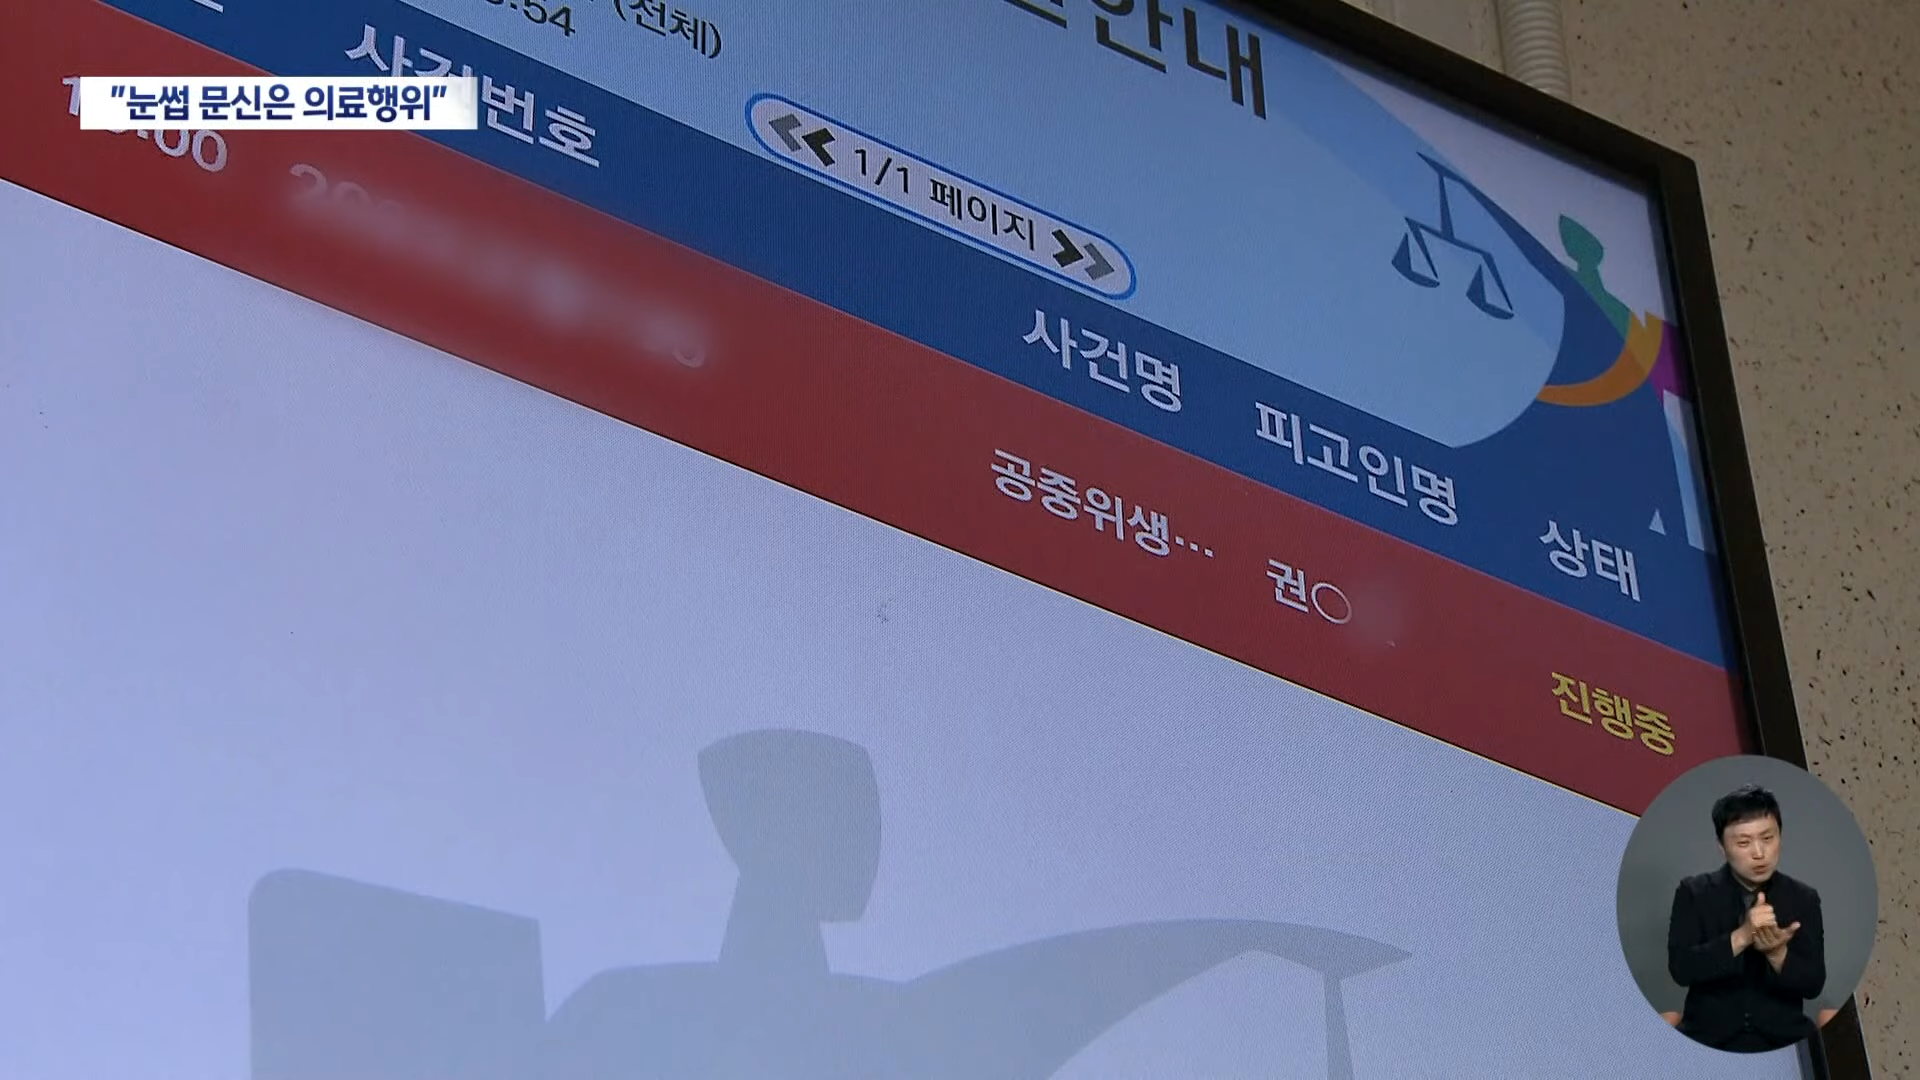 "눈썹 문신은 의료행위"
(전체)
안내
1/1 페이지
사건번호 사건명 피고인명 상태
공중위생… 권○ 진행중